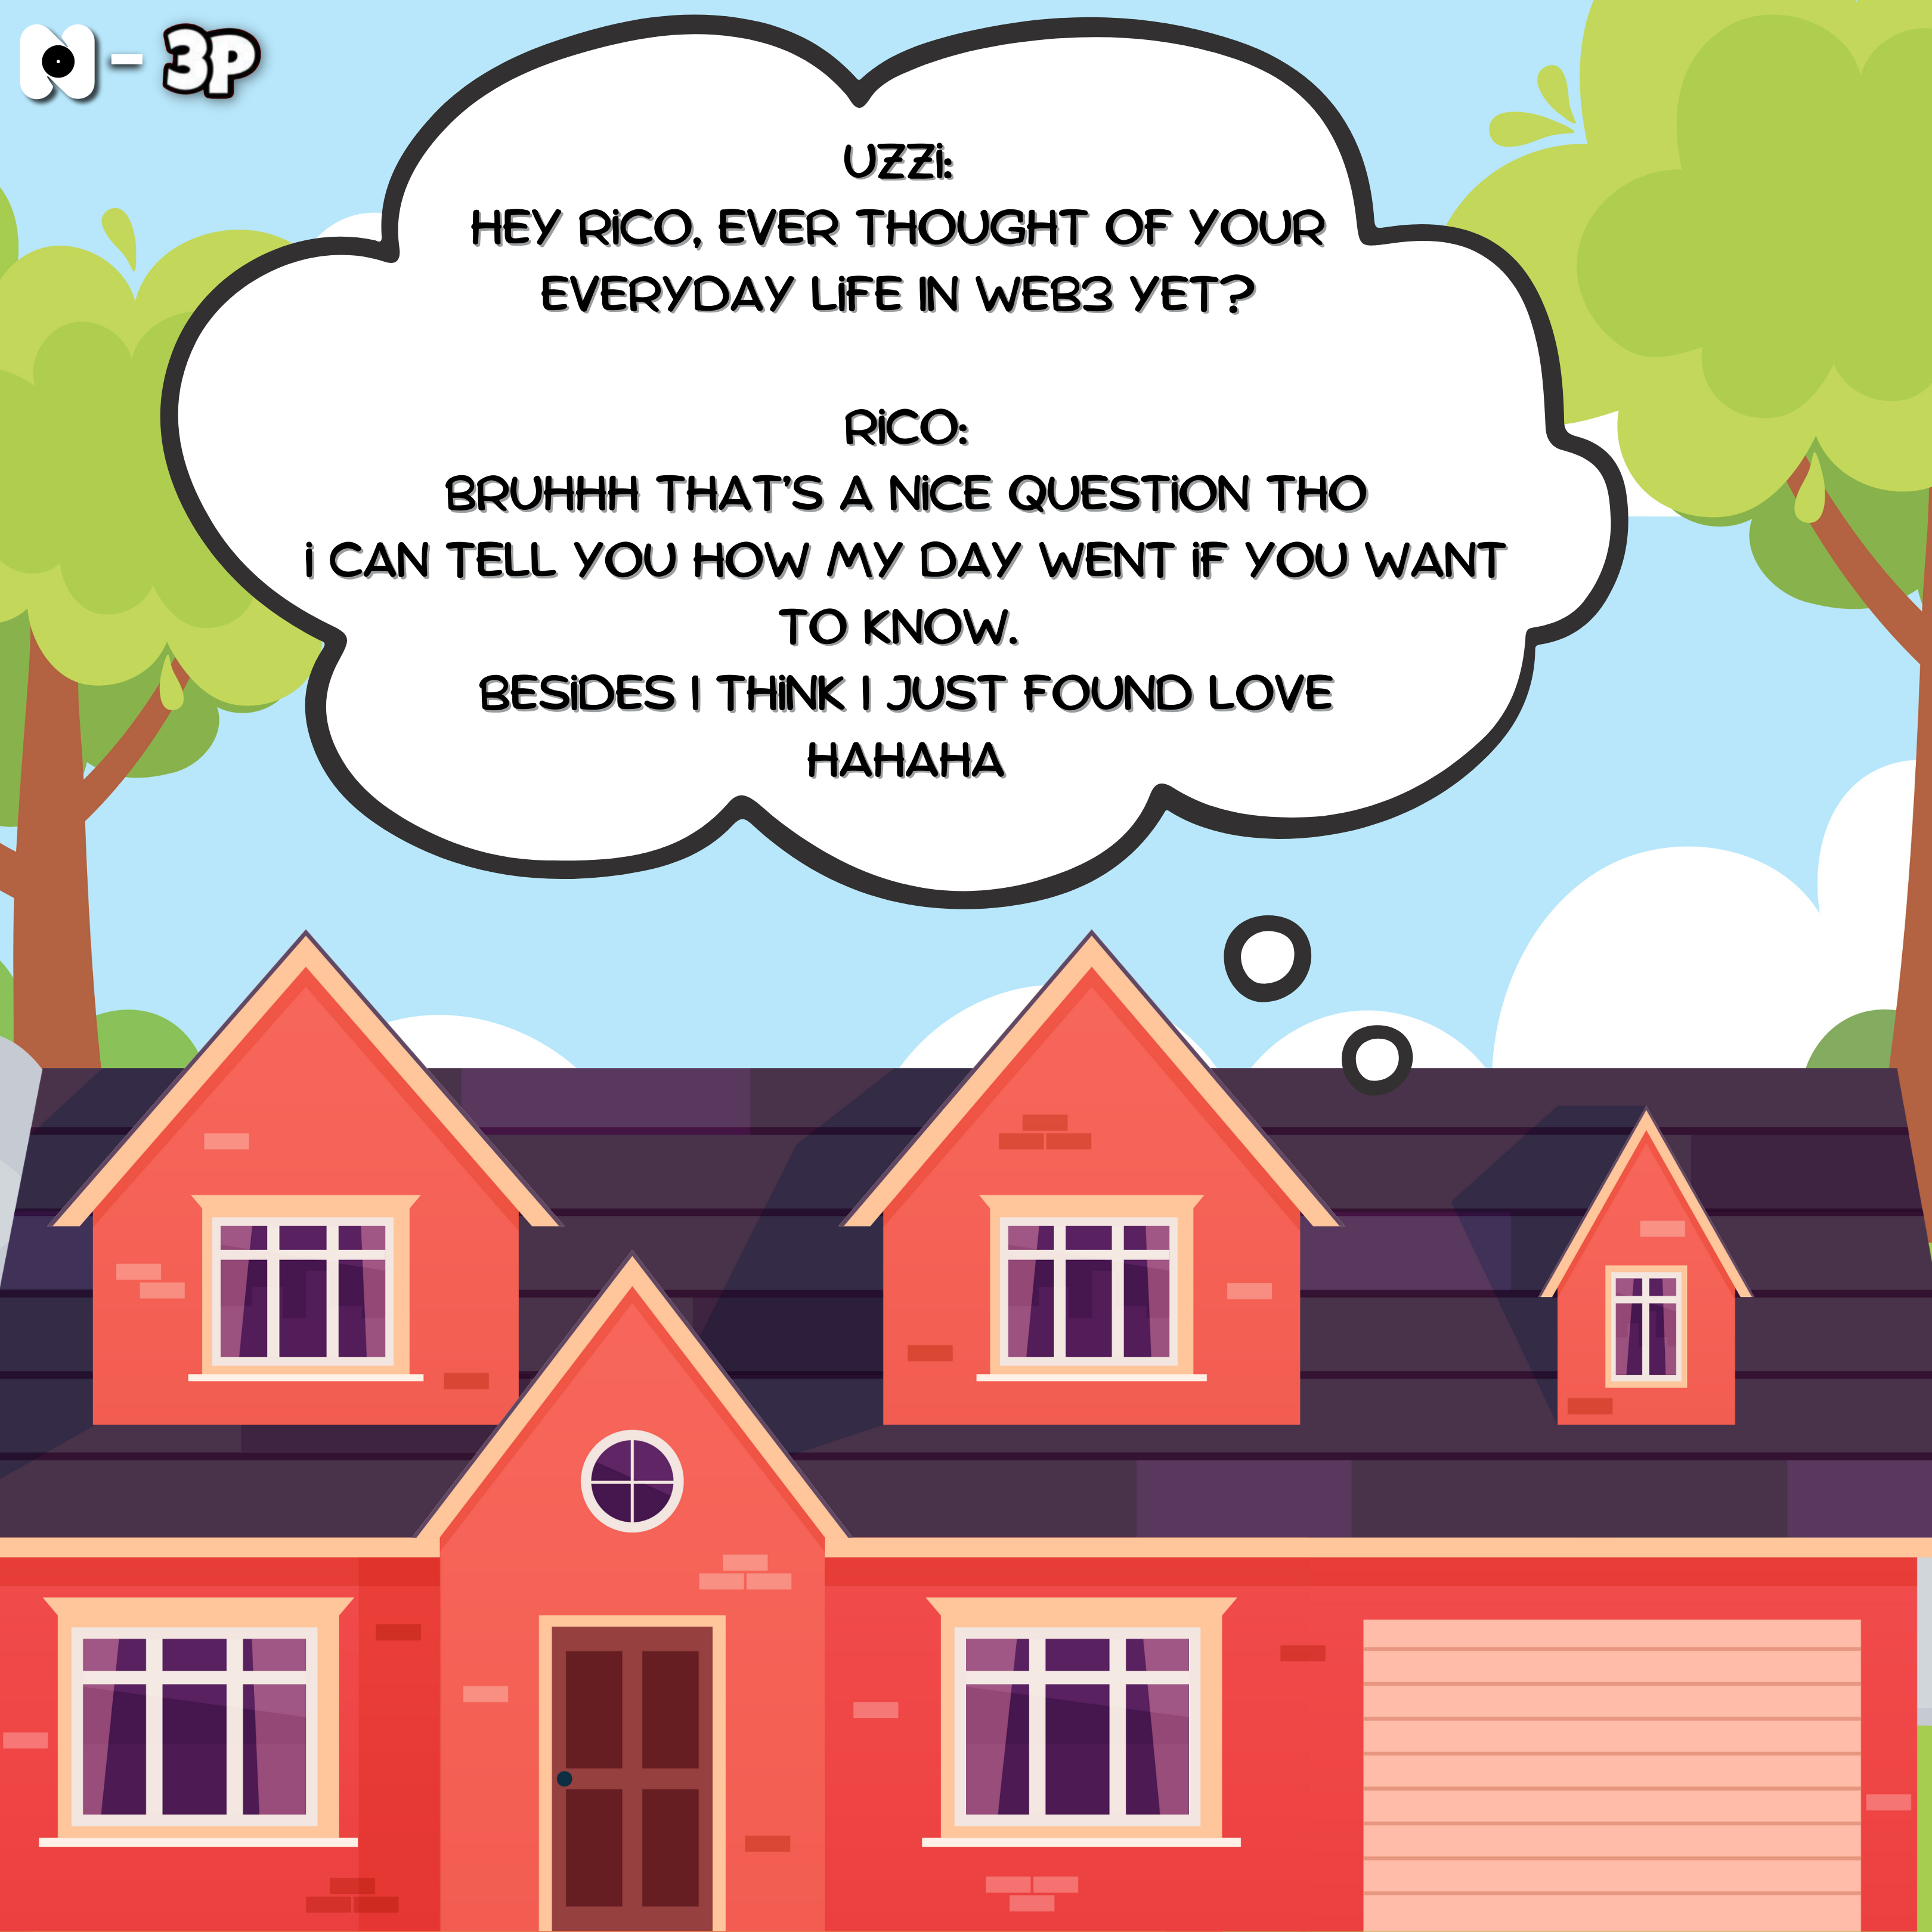 N - 3P
UZZi:
HEY RiCO, EVER THOUGHT OF YOUR
EVERYDAY LiFE IN WEB3 YET?
RiCO:
BRUHHH THAT'S A NiCE QUESTiON THO
i CAN TELL YOU HOW MY DAY WENT iF YOU WANT
TO KNOW.
BESiDES I THiNK I JUST FOUND LOVE
HAHAHA